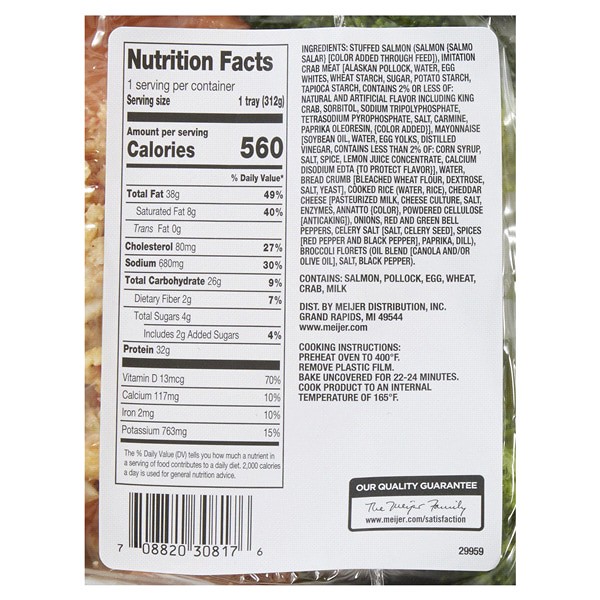 Nutrition Facts
1 serving per container
Serving size 1 tray (312g)
Amount per serving
Calories 560
% Daily Value*
Total Fat 38g 49%
Saturated Fat 8g 40%
Trans Fat 0g
Cholesterol 80mg 27%
Sodium 680mg 30%
Total Carbohydrate 26g 9%
Dietary Fiber 2g 7%
Total Sugars 4g
Includes 2g Added Sugars 4%
Protein 32g
Vitamin D 13mcg 70%
Calcium 117mg 10%
Iron 2mg 10%
Potassium 763mg 15%
The % Daily Value (DV) tells you how much a nutrient in
a serving of food contributes to a daily diet. 2,000 calories
a day is used for general nutrition advice.
7 08820 30817 6
INGREDIENTS: STUFFED SALMON (SALMON {SALMO
SALAR} [COLOR ADDED THROUGH FEED]), IMITATION
CRAB MEAT [ALASKAN POLLOCK, WATER, EGG
WHITES, WHEAT STARCH, SUGAR, POTATO STARCH,
TAPIOCA STARCH, CONTAINS 2% OR LESS OF:
NATURAL AND ARTIFICIAL FLAVOR INCLUDING KING
CRAB, SORBITOL, SODIUM TRIPOLYPHOSPHATE,
TETRASODIUM PYROPHOSPHATE, SALT, CARMINE,
PAPRIKA OLEORESIN, {COLOR ADDED}], MAYONNAISE
[SOYBEAN OIL, WATER, EGG YOLKS, DISTILLED
VINEGAR, CONTAINS LESS THAN 2% OF: CORN SYRUP,
SALT, SPICE, LEMON JUICE CONCENTRATE, CALCIUM
DISODIUM EDTA {TO PROTECT FLAVOR}], WATER,
BREAD CRUMB [BLEACHED WHEAT FLOUR, DEXTROSE,
SALT, YEAST], COOKED RICE (WATER, RICE), CHEDDAR
CHEESE [PASTEURIZED MILK, CHEESE CULTURE, SALT,
ENZYMES, ANNATTO {COLOR}, POWDERED CELLULOSE
{ANTICAKING}), ONIONS, RED AND GREEN BELL
PEPPERS, CELERY SALT [SALT, CELERY SEED], SPICES
[RED PEPPER AND BLACK PEPPER], PAPRIKA, DILL),
BROCCOLI FLORETS (OIL BLEND [CANOLA AND/OR
OLIVE OIL], SALT, BLACK PEPPER).
CONTAINS: SALMON, POLLOCK, EGG, WHEAT,
CRAB, MILK
DIST. BY MEIJER DISTRIBUTION, INC.
GRAND RAPIDS, MI 49544
www.meijer.com
COOKING INSTRUCTIONS:
PREHEAT OVEN TO 400°F.
REMOVE PLASTIC FILM.
BAKE UNCOVERED FOR 22-24 MINUTES.
COOK PRODUCT TO AN INTERNAL
TEMPERATURE OF 165°F.
OUR QUALITY GUARANTEE
The Meijer Family
www.meijer.com/satisfaction
29959